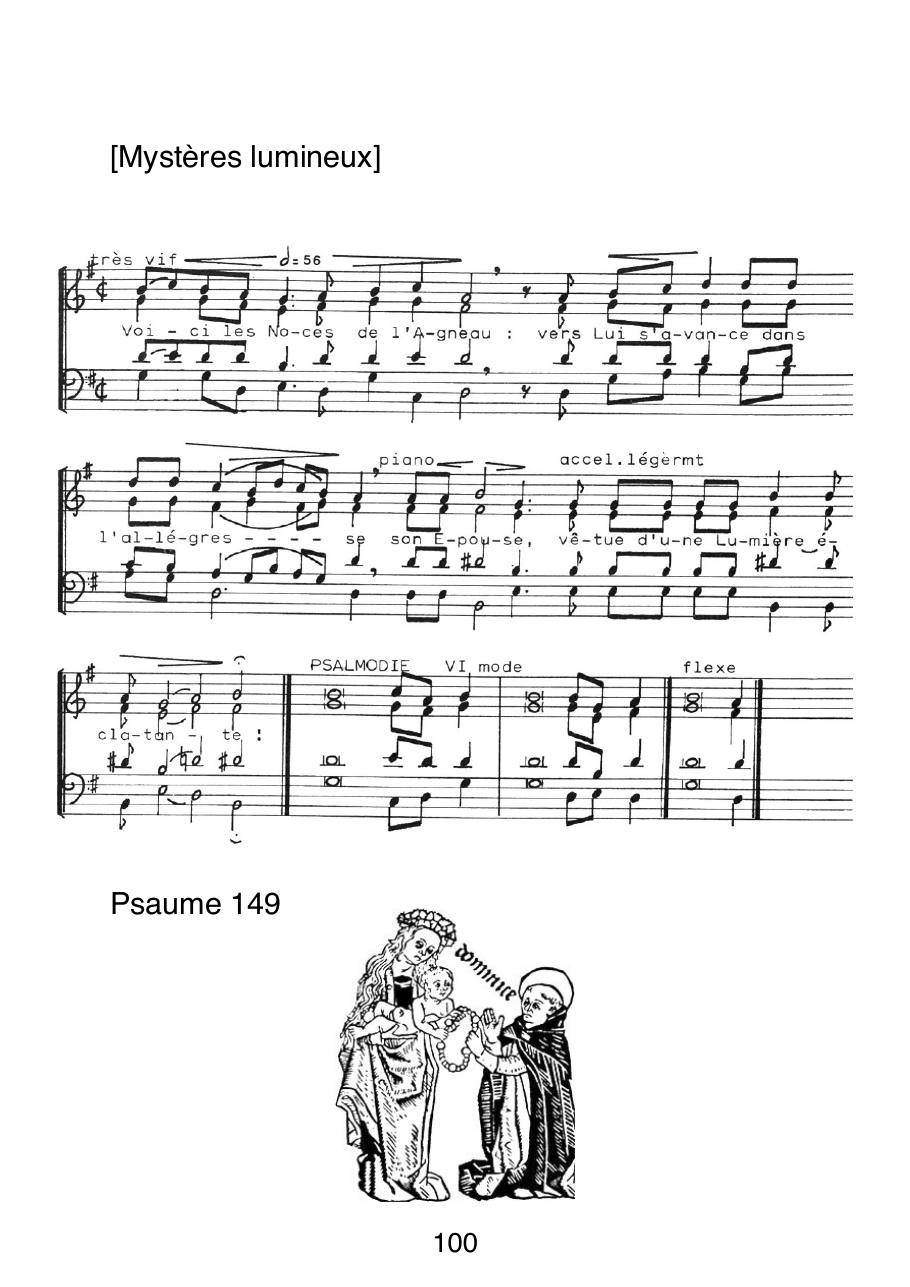 [Mystères lumineux]
très vif =56
Voi - ci les No-ces de l'A-gneau : vers Lui s'a-van-ce dans
piano accel.légèrmt
l'al-lé-gres - - - - se son É-pou-se, vê-tue d'u-ne Lu-mière é-
PSALMODIE VI mode flexe
cla-tan - te :
Psaume 149
dominice
100